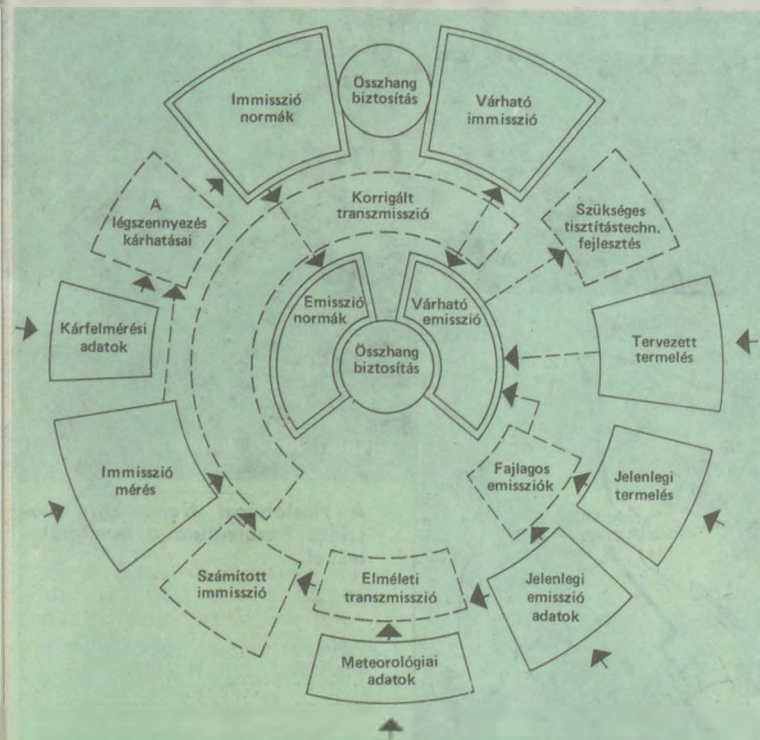 Immisszió
normák
Összhang
biztosítás
Várható
immisszió
A
légszennyezés
kárhatásai
Korrigált
transzmisszió
Szükséges
tisztítástechn.
fejlesztés
Kárfelmérési
adatok
Emisszió
normák
Várható
emisszió
Összhang
biztosítás
Tervezett
termelés
Immisszió
mérés
Fajlagos
emissziók
Jelenlegi
termelés
Számított
immisszió
Elméleti
transzmisszió
Jelenlegi
emisszió
adatok
Meteorológiai
adatok